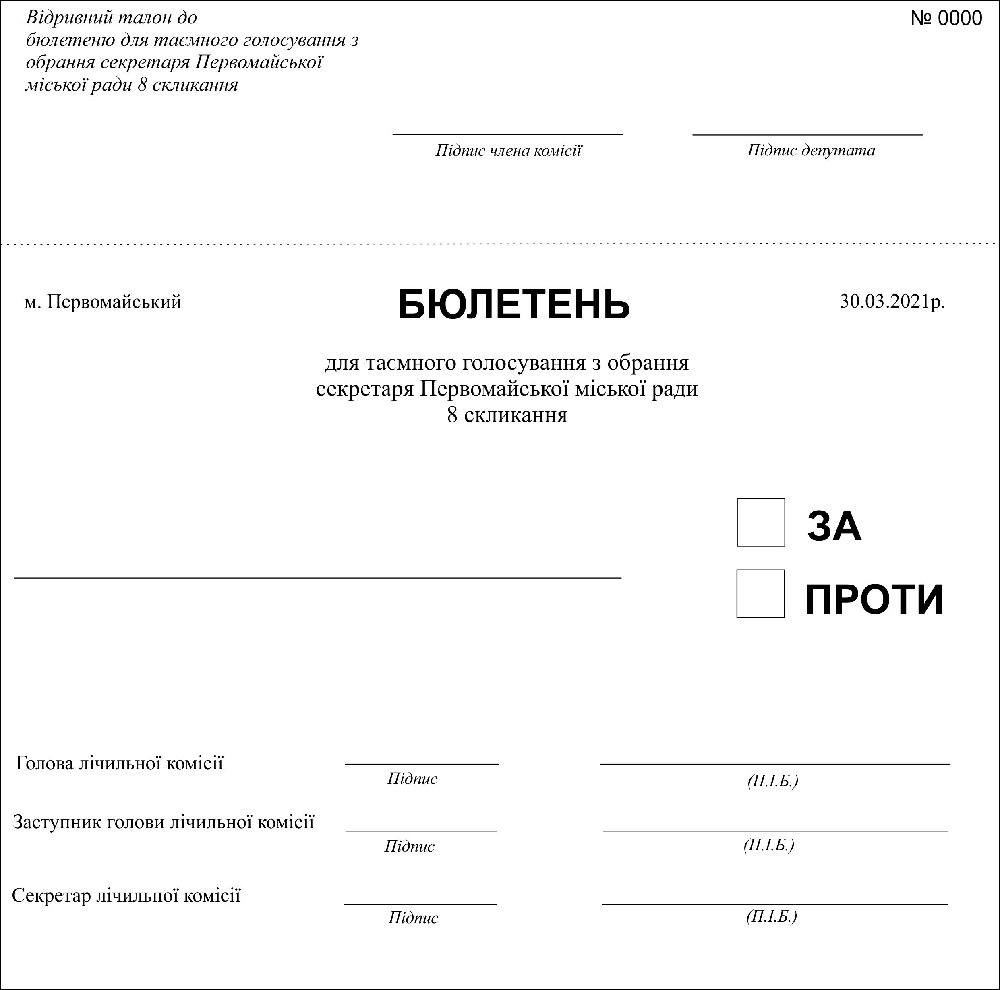 Відривний талон до
№ 0000
бюлетеню для таємного голосування з
обрання секретаря Первомайської
міської ради 8 скликання
Підпис члена комісії
Підпис депутата
м. Первомайський
БЮЛЕТЕНЬ
30.03.2021р.
для таємного голосування з обрання
секретаря Первомайської міської ради
8 скликання
ЗА
ПРОТИ
Голова лічильної комісії
Підпис
(П.І.Б.)
Заступник голови лічильної комісії
Підпис
(П.І.Б.)
Секретар лічильної комісії
Підпис
(П.І.Б.)